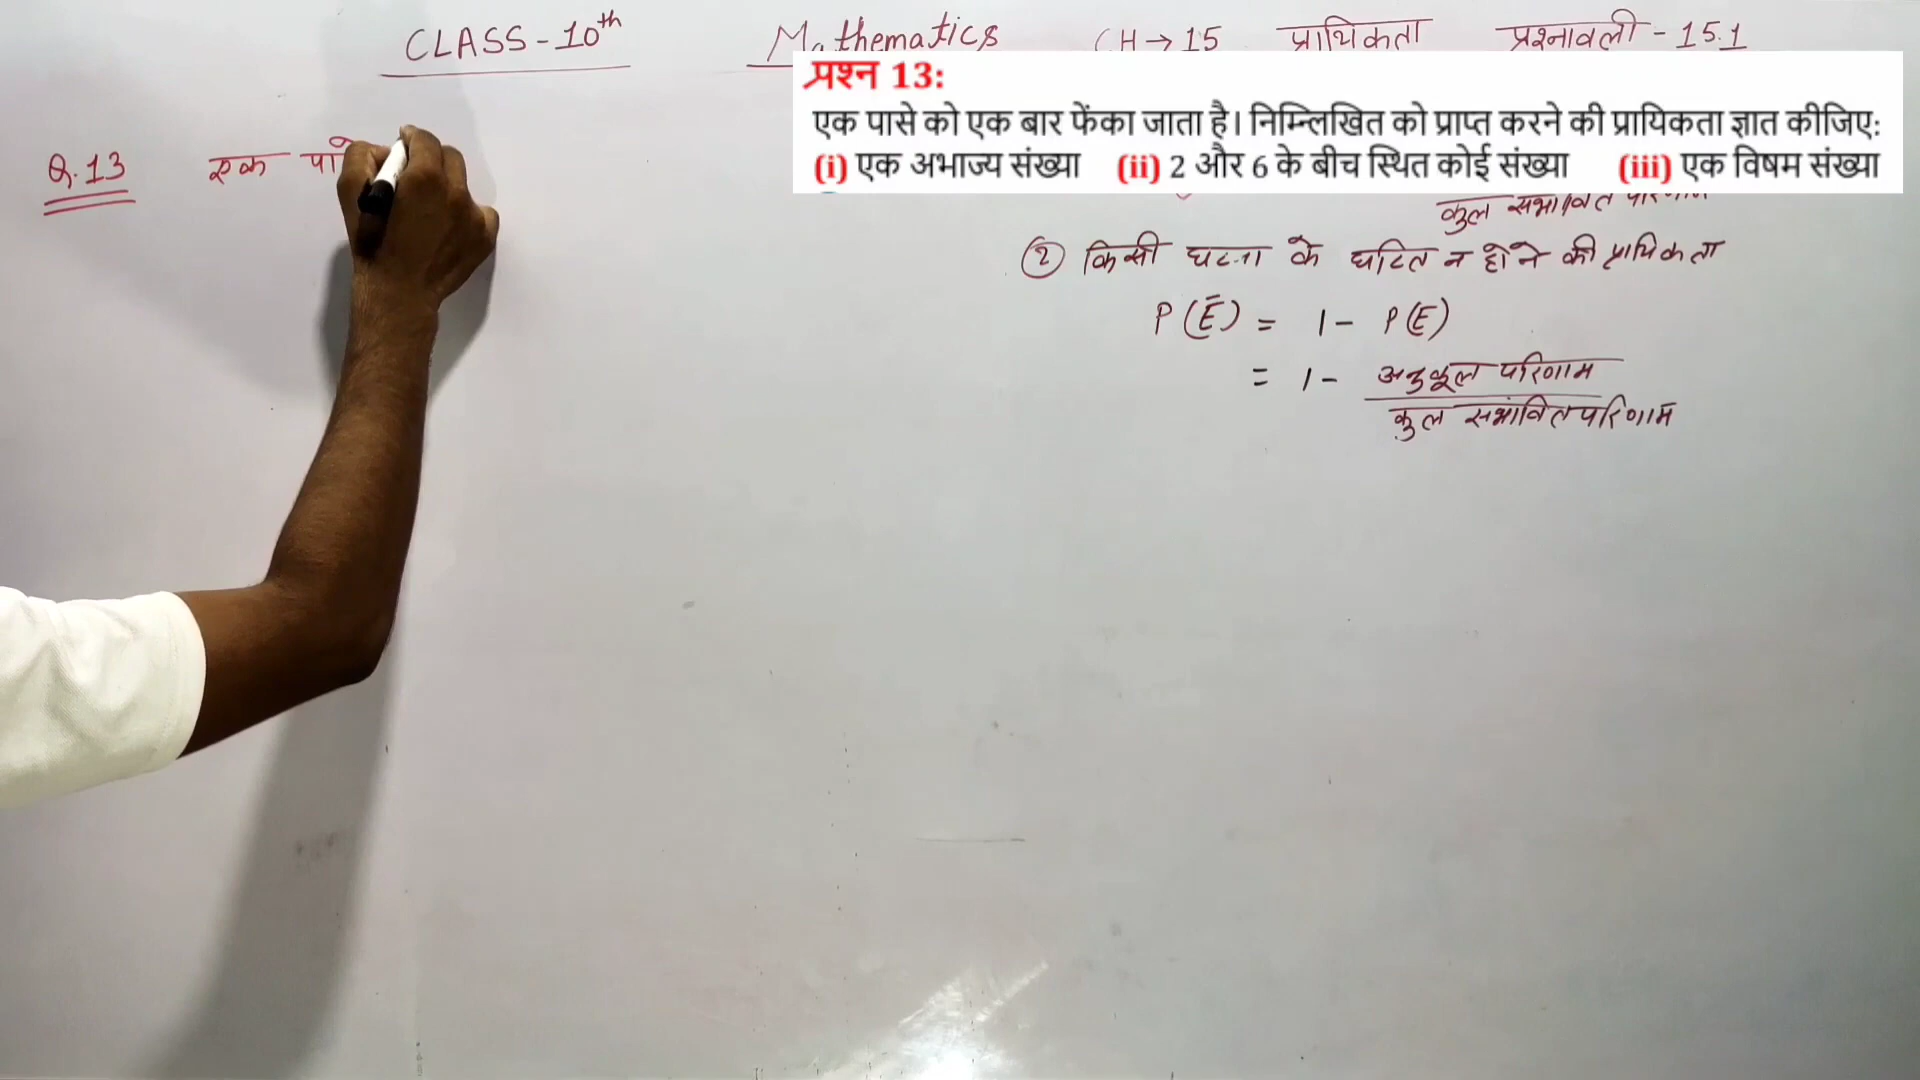 CLASS-10th Mathematics CH→15 प्रायिकता प्रश्नावली-15.1
प्रश्न 13:
एक पासे को एक बार फेंका जाता है। निम्न्लिखित को प्राप्त करने की प्रायिकता ज्ञात कीजिए:
(i) एक अभाज्य संख्या (ii) 2 और 6 के बीच स्थित कोई संख्या (iii) एक विषम संख्या
Q.13 एक
कुल संभावित परिणाम
② किसी घटना के घटित न होने की प्रायिकता
P(Ē) = 1- P(E)
= 1- अनुकूल परिणाम
कुल संभावित परिणाम